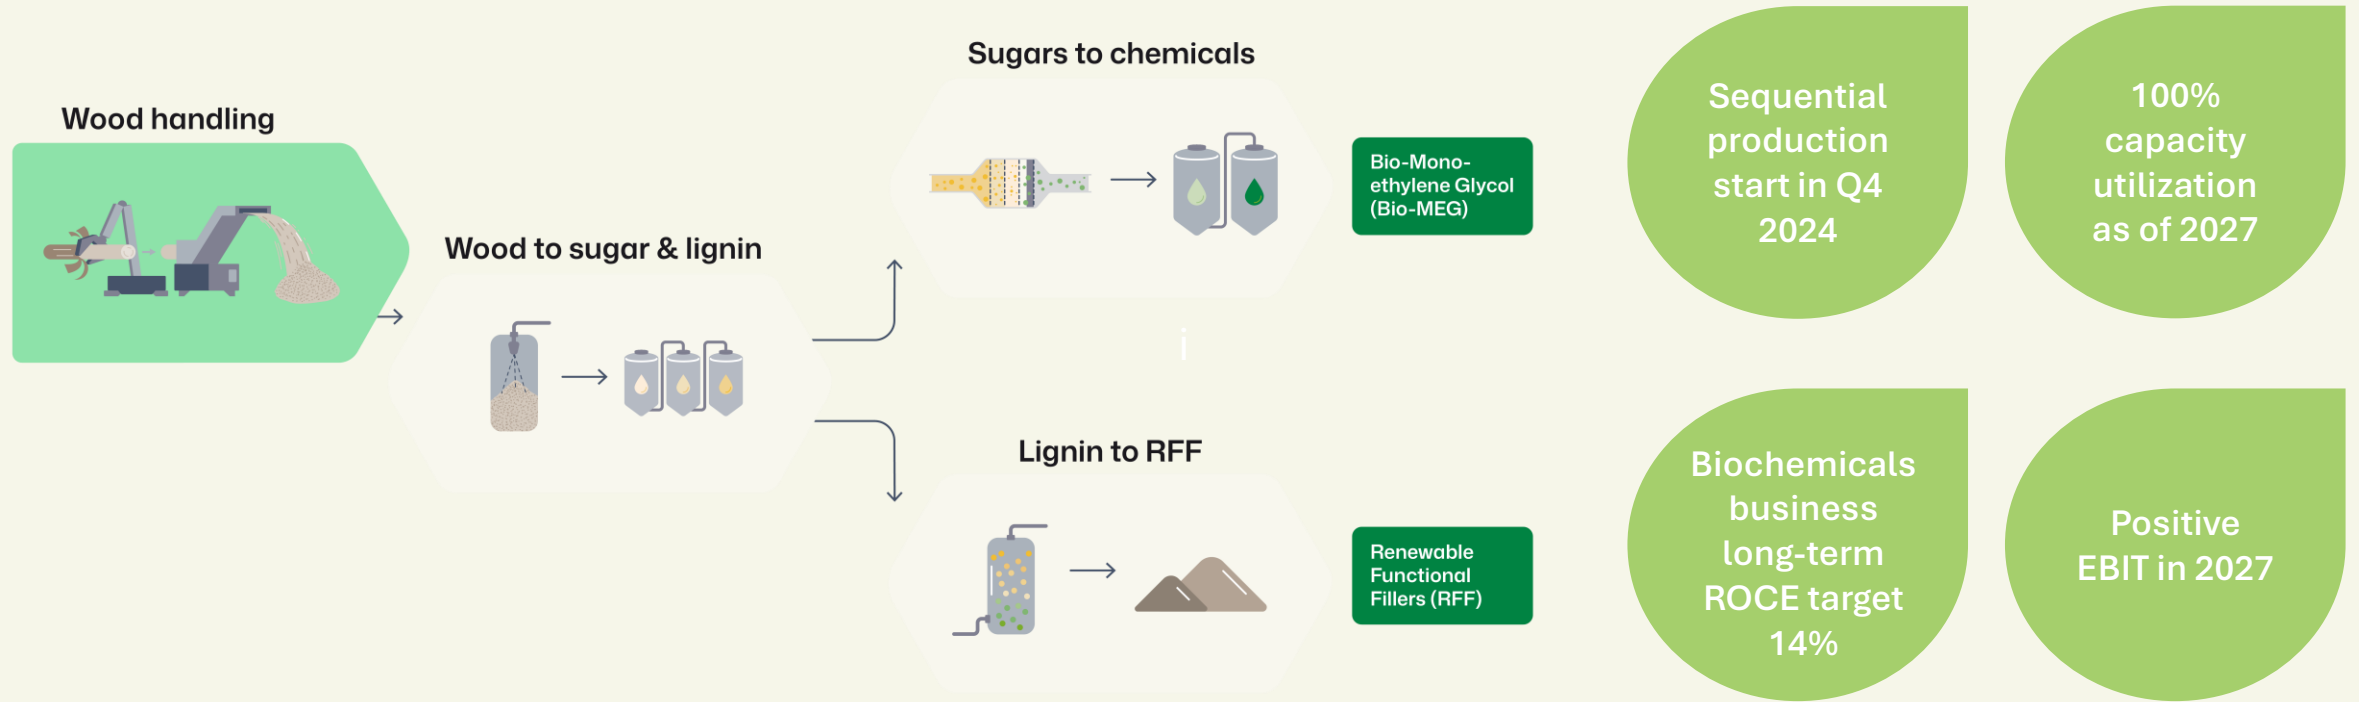 Wood handling
Wood to sugar & lignin
Sugars to chemicals
Bio-Mono-
ethylene Glycol
(Bio-MEG)
i
Lignin to RFF
Renewable
Functional
Fillers (RFF)
Sequential
production
start in Q4
2024
100%
capacity
utilization
as of 2027
Biochemicals
business
long-term
ROCE target
14%
Positive
EBIT in 2027